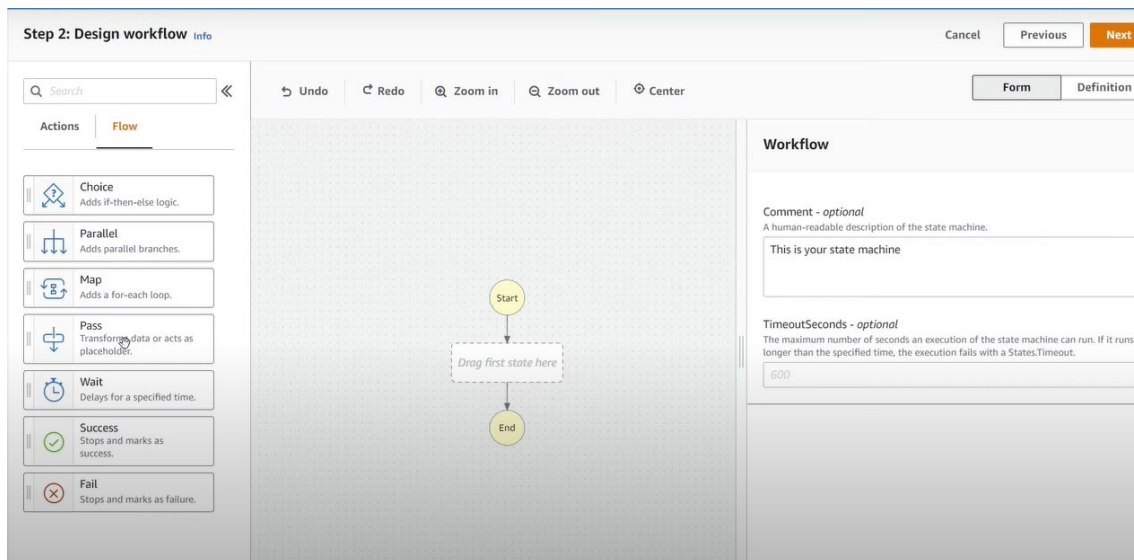 Step 2: Design workflow Info
Cancel
Previous
Next
Search
Undo
Redo
Zoom in
Zoom out
Center
Form
Definition
Actions
Flow
Choice
Adds if-then-else logic.
Parallel
Adds parallel branches.
Map
Adds a for-each loop.
Pass
Transforms data or acts as
placeholder.
Wait
Delays for a specified time.
Success
Stops and marks as
success.
Fail
Stops and marks as failure.
Start
Drag first state here
End
Workflow
Comment - optional
A human-readable description of the state machine.
This is your state machine
TimeoutSeconds - optional
The maximum number of seconds an execution of the state machine can run. If it runs
longer than the specified time, the execution fails with a States.Timeout.
600